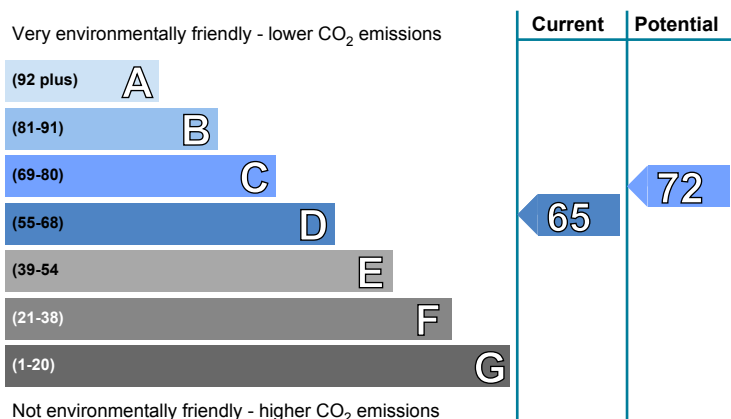 Current Potential
Very environmentally friendly - lower CO₂ emissions
(92 plus) A
(81-91) B
(69-80) C
72
(55-68) D
65
(39-54 E
(21-38) F
(1-20) G
Not environmentally friendly - higher CO₂ emissions